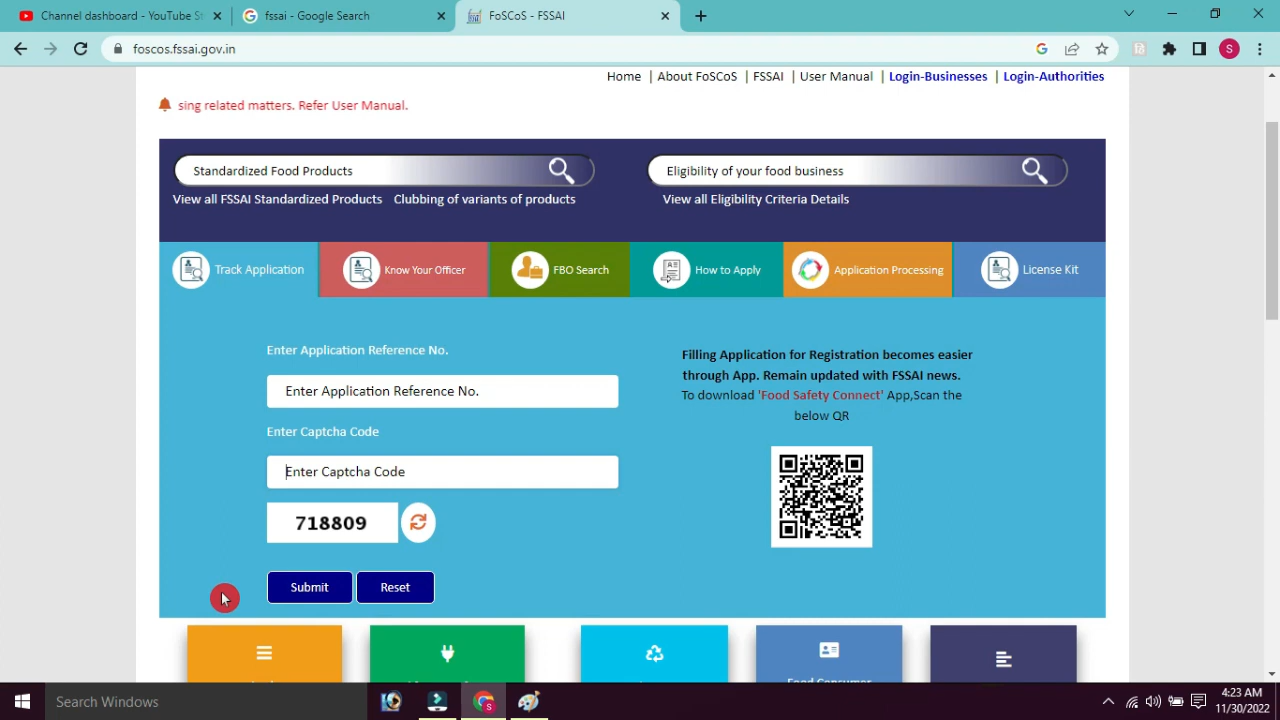 Channel dashboard - YouTube St
fssai - Google Search
FoSCoS - FSSAI
foscos.fssai.gov.in
S
Home | About FoSCoS | FSSAI | User Manual | Login-Businesses | Login-Authorities
sing related matters. Refer User Manual.
Standardized Food Products
Eligibility of your food business
View all FSSAI Standardized Products Clubbing of variants of products
View all Eligibility Criteria Details
Track Application
Know Your Officer
FBO Search
How to Apply
Application Processing
License Kit
Enter Application Reference No.
Enter Application Reference No.
Enter Captcha Code
Enter Captcha Code
718809
Submit
Reset
Filling Application for Registration becomes easier
through App. Remain updated with FSSAI news.
To download 'Food Safety Connect' App,Scan the
below QR
Food Consumer
Search Windows
4:23 AM
11/30/2022